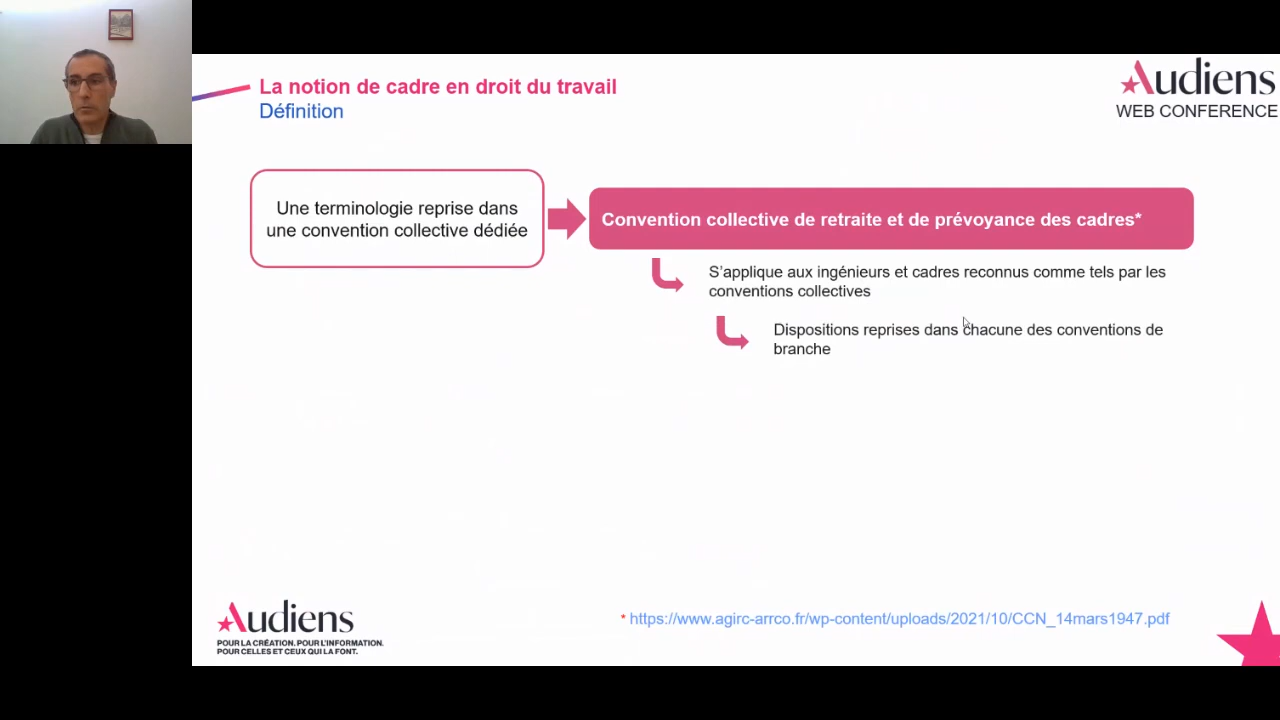 La notion de cadre en droit du travail
Définition
Audiens
WEB CONFERENCE
Une terminologie reprise dans
une convention collective dédiée
Convention collective de retraite et de prévoyance des cadres*
S'applique aux ingénieurs et cadres reconnus comme tels par les
conventions collectives
Dispositions reprises dans chacune des conventions de
branche
Audiens
POUR LA CRÉATION. POUR L'INFORMATION.
POUR CELLES ET CEUX QUI LA FONT.
* https://www.agirc-arrco.fr/wp-content/uploads/2021/10/CCN_14mars1947.pdf